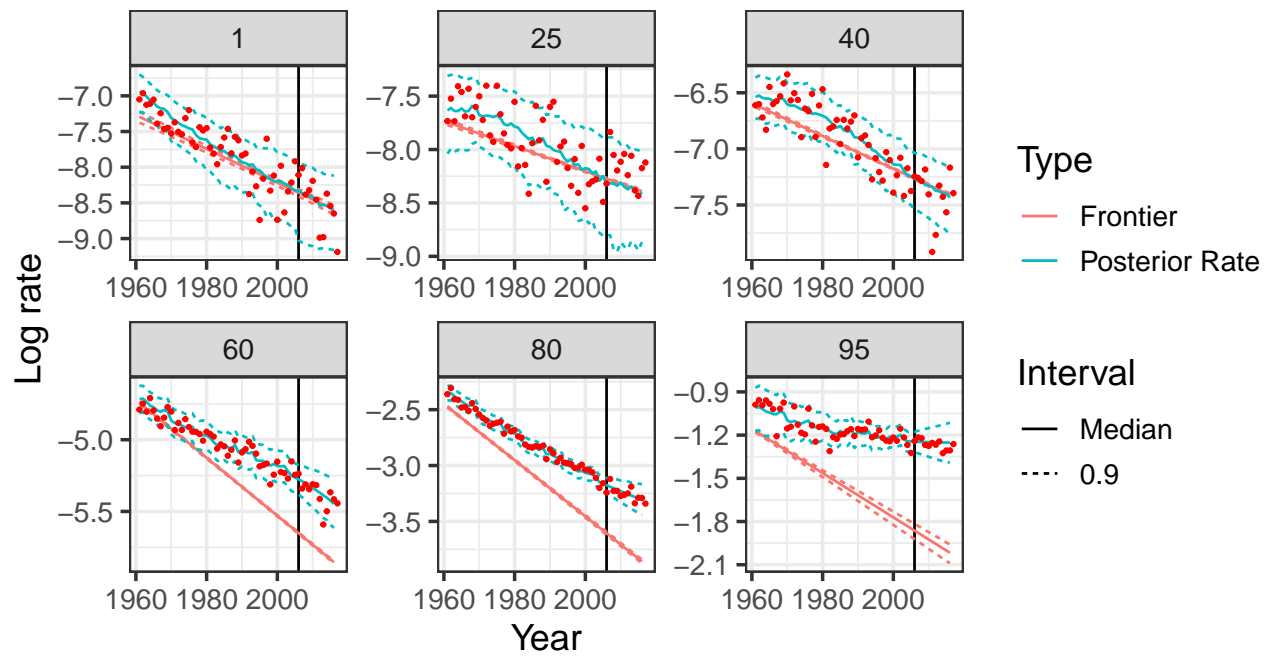 1
25
40
−7.0
−7.5
−8.0
−8.5
−9.0
−7.5
−8.0
−8.5
−9.0
−6.5
−7.0
−7.5
1960 1980 2000
1960 1980 2000
1960 1980 2000
60
80
95
−5.0
−5.5
−2.5
−3.0
−3.5
−0.9
−1.2
−1.5
−1.8
−2.1
1960 1980 2000
1960 1980 2000
1960 1980 2000
Log rate
Year
Type
Frontier
Posterior Rate
Interval
Median
0.9